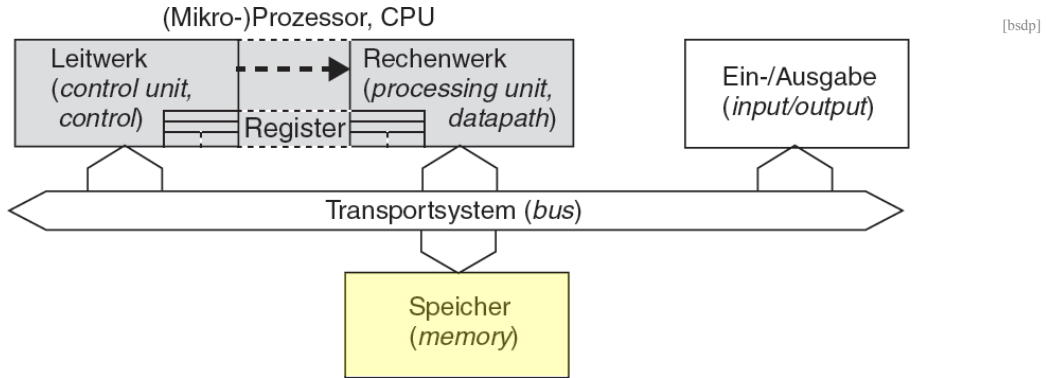 (Mikro-)Prozessor, CPU
[bsdp]
Leitwerk
(control unit,
control)
Rechenwerk
(processing unit,
datapath)
Register
Ein-/Ausgabe
(input/output)
Transportsystem (bus)
Speicher
(memory)